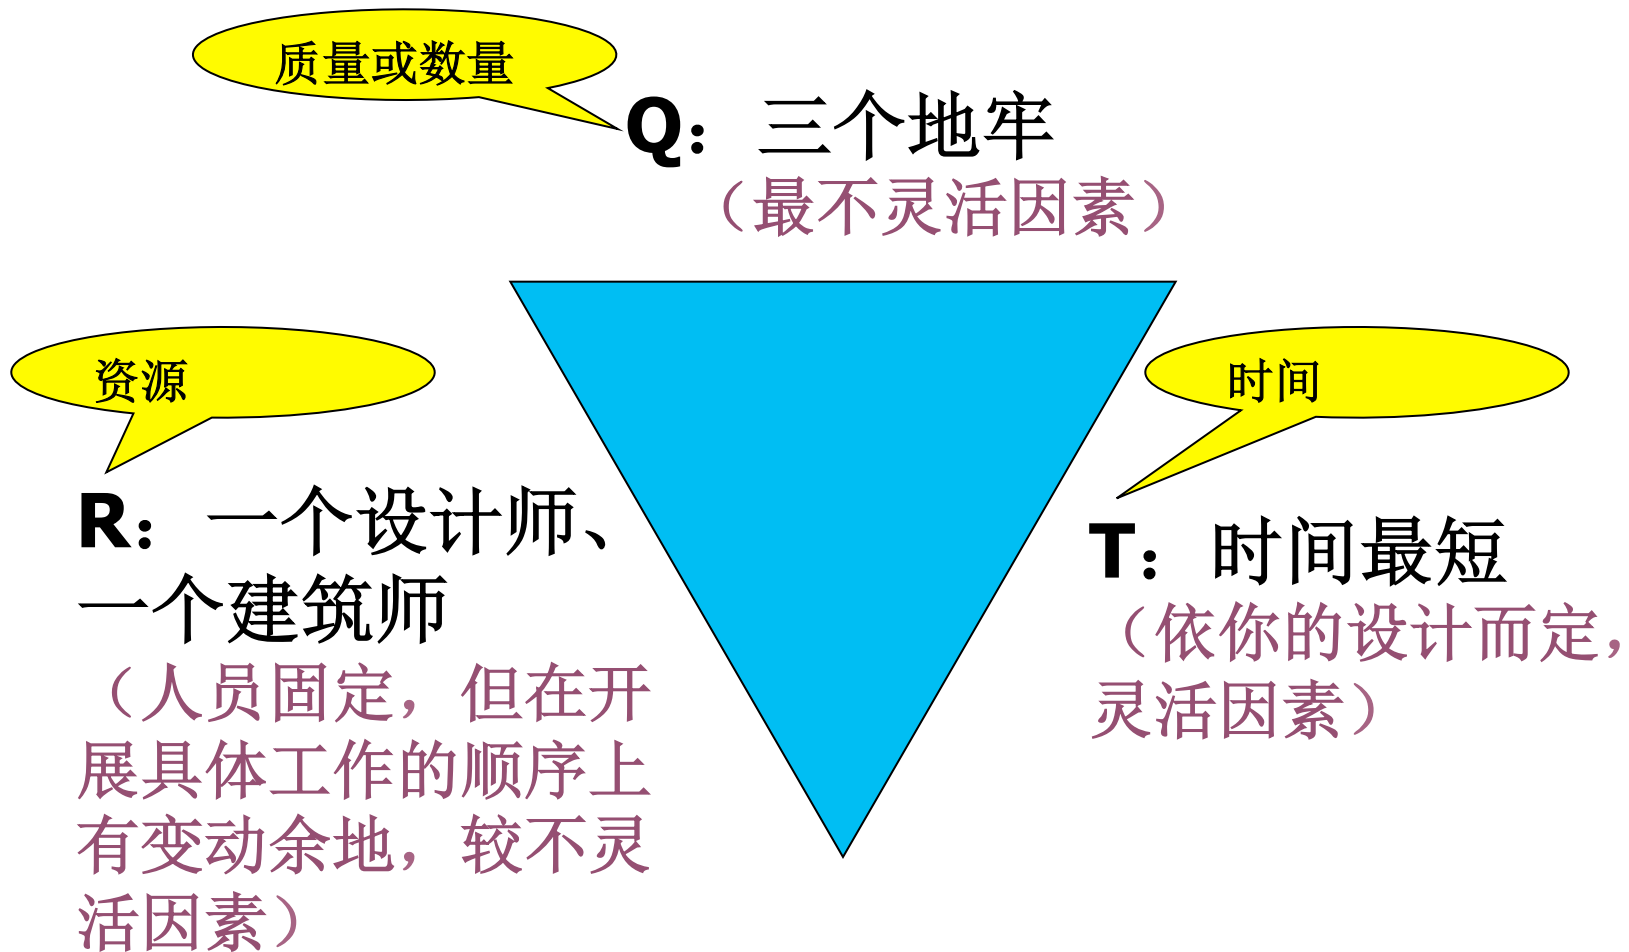 质量或数量
Q：三个地牢
（最不灵活因素）
资源
R：一个设计师、
一个建筑师
（人员固定，但在开
展具体工作的顺序上
有变动余地，较不灵
活因素）
时间
T：时间最短
（依你的设计而定，
灵活因素）